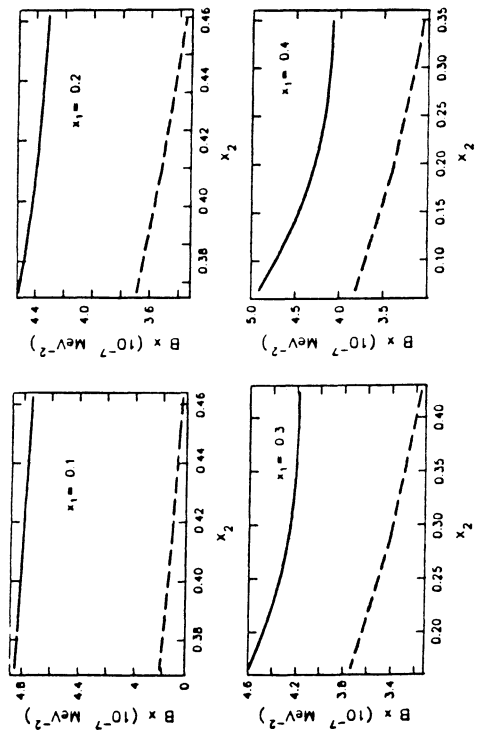 B x (10⁻⁷ MeV⁻²)
4.8
4.4
0
x₁= 0.1
0.38 0.40 0.42 0.44 0.46
x₂
B x (10⁻⁷ MeV⁻²)
4.4
4.0
3.6
x₁= 0.2
0.38 0.40 0.42 0.44 0.46
x₂
B x (10⁻⁷ MeV⁻²)
4.6
4.2
3.8
3.4
x₁= 0.3
0.20 0.25 0.30 0.35 0.40
x₂
B x (10⁻⁷ MeV⁻²)
5.0
4.5
4.0
3.5
x₁= 0.4
0.10 0.15 0.20 0.25 0.30 0.35
x₂